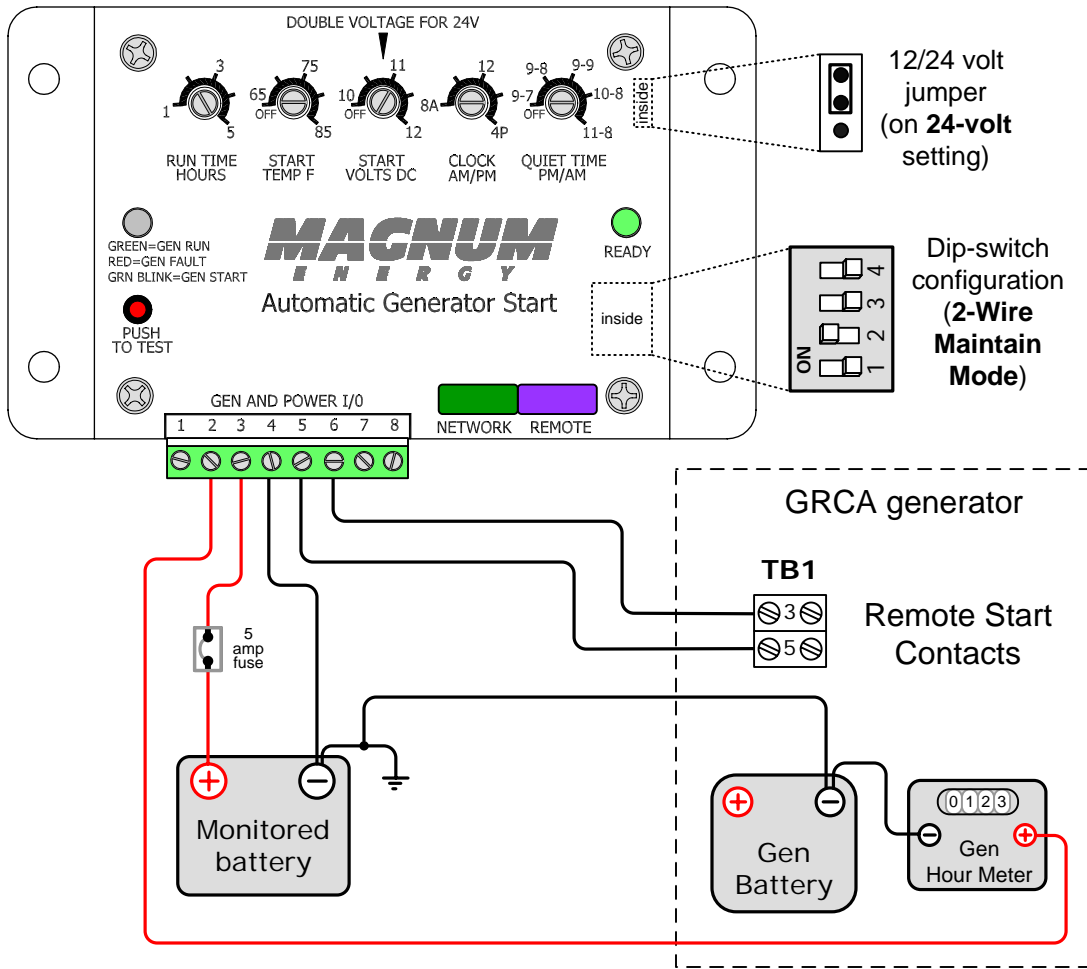 DOUBLE VOLTAGE FOR 24V
1
3
5
RUN TIME
HOURS
65
75
OFF
85
START
TEMP F
10
11
OFF
12
START
VOLTS DC
8A
12
4P
CLOCK
AM/PM
9-7
9-8
9-9
10-8
OFF
11-8
QUIET TIME
PM/AM
inside
12/24 volt
jumper
(on 24-volt
setting)
GREEN=GEN RUN
RED=GEN FAULT
GRN BLINK=GEN START
MAGNUM
ENERGY
Automatic Generator Start
READY
PUSH
TO TEST
inside
ON
4
3
2
1
Dip-switch
configuration
(2-Wire
Maintain
Mode)
GEN AND POWER I/0
1 2 3 4 5 6 7 8
NETWORK REMOTE
GRCA generator
TB1
3
5
Remote Start
Contacts
5
amp
fuse
+ −
Monitored
battery
+ −
Gen
Battery
0 1 2 3
− +
Gen
Hour Meter